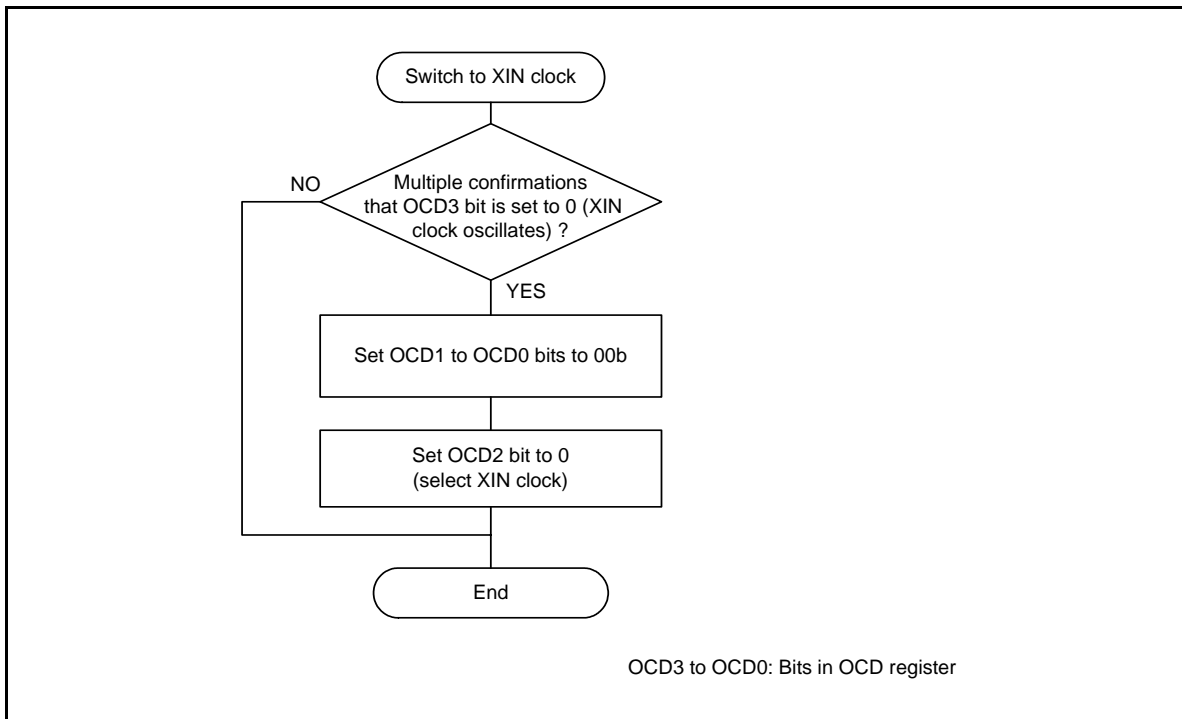 Switch to XIN clock
NO
Multiple confirmations
that OCD3 bit is set to 0 (XIN
clock oscillates) ?
YES
Set OCD1 to OCD0 bits to 00b
Set OCD2 bit to 0
(select XIN clock)
End
OCD3 to OCD0: Bits in OCD register